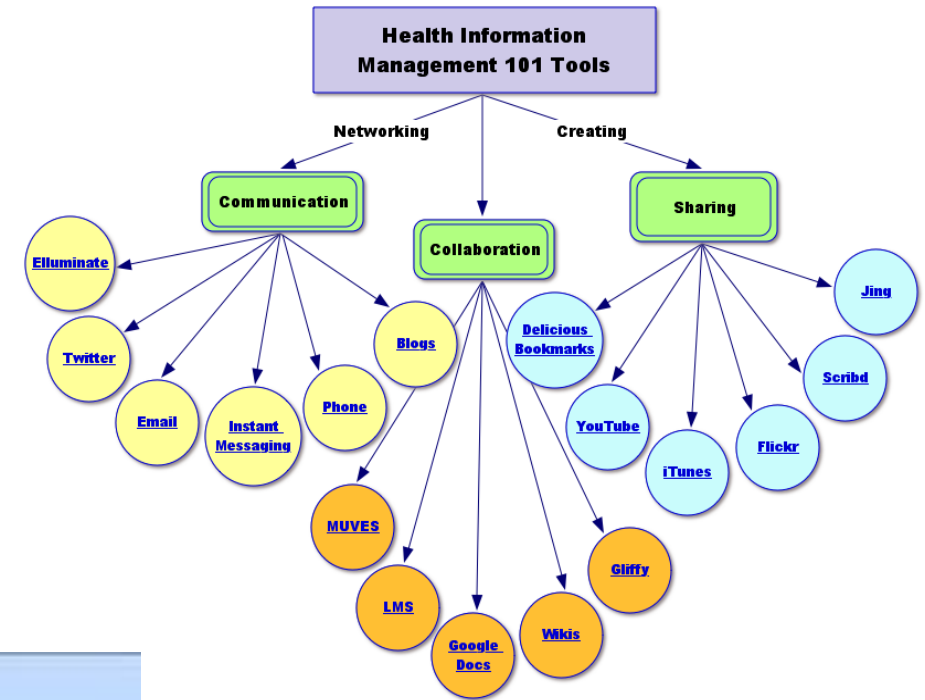 Health Information
Management 101 Tools
Networking
Creating
Communication
Collaboration
Sharing
Elluminate
Twitter
Email
Instant
Messaging
Phone
Blogs
MUVES
LMS
Google
Docs
Wikis
Gliffy
Delicious
Bookmarks
YouTube
iTunes
Flickr
Scribd
Jing